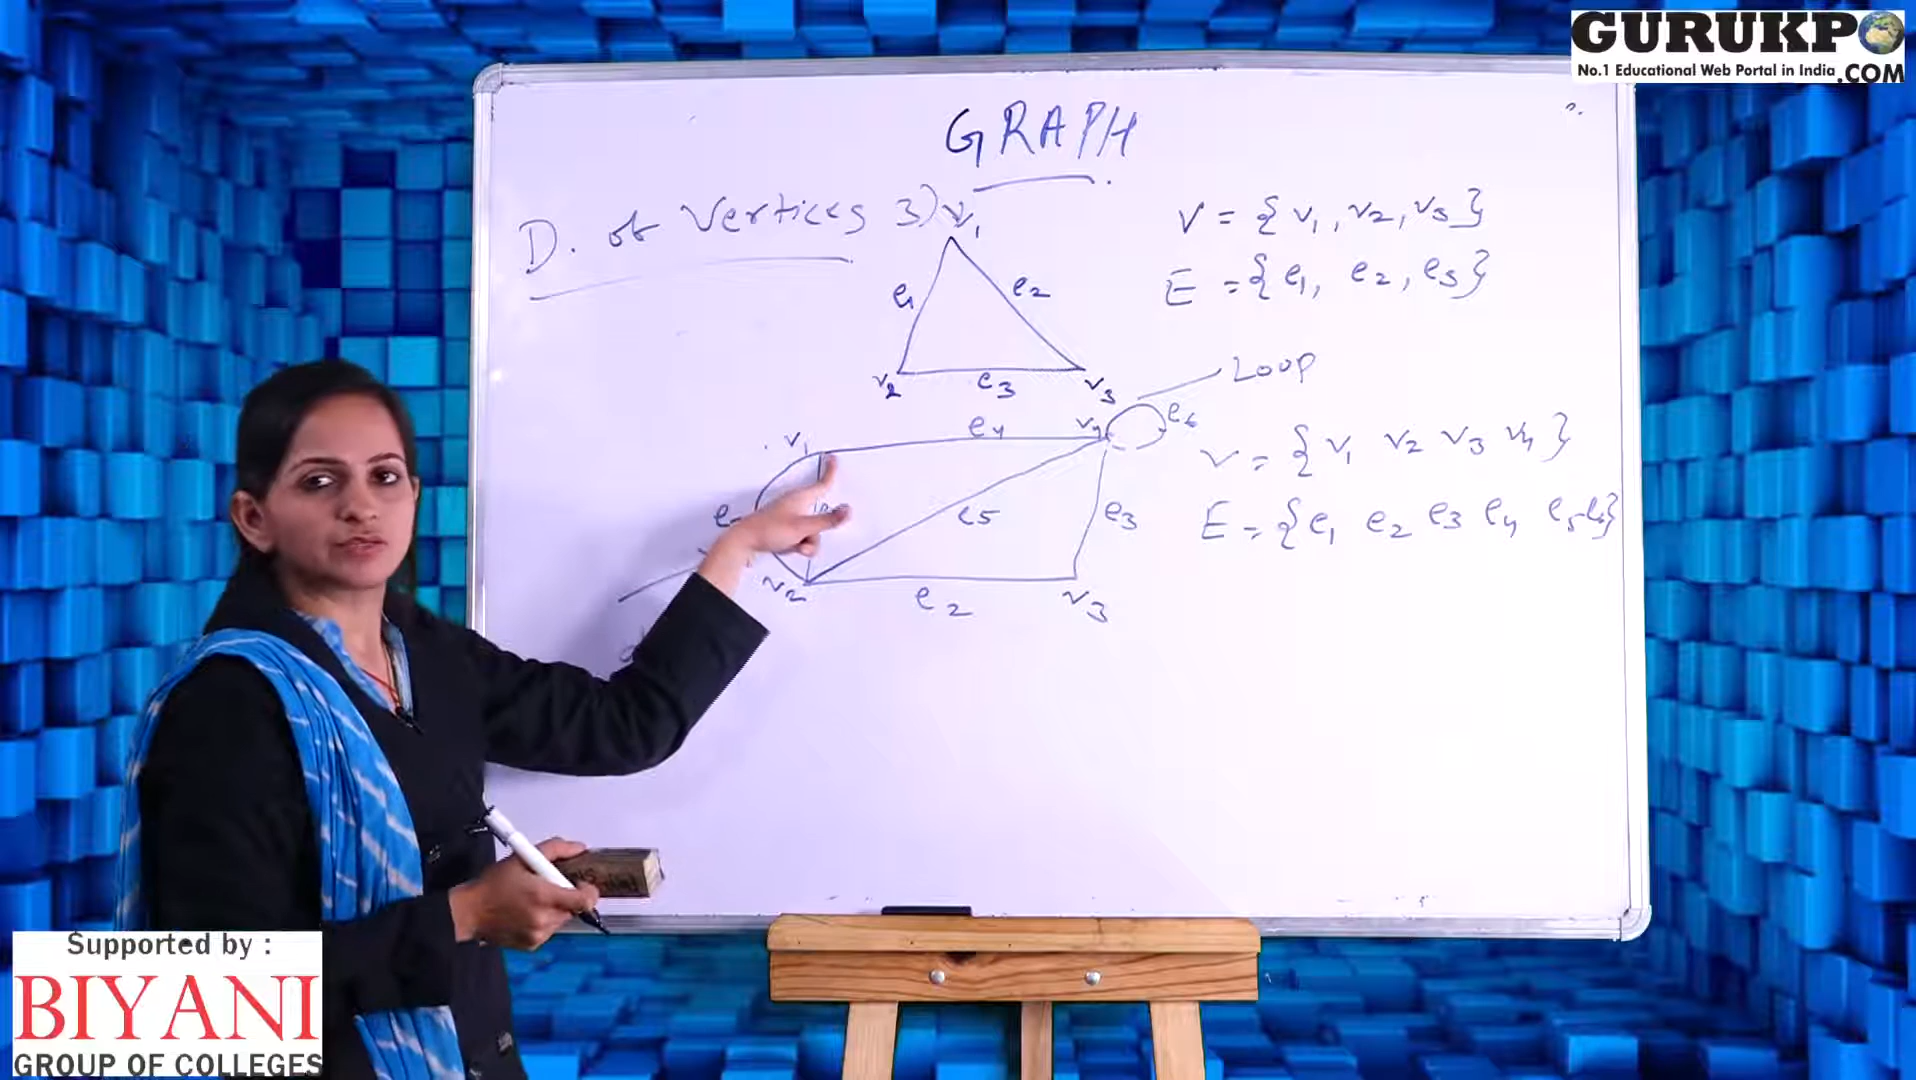 GURUKPO
No.1 Educational Web Portal in India .COM
GRAPH
D. of Vertices 3)
v1
V = {v1, v2, v3}
E = {e1, e2, e3}
e1
e2
v2
e3
v3
Loop
v1
e4
v4
e6
V = {v1 v2 v3 v4}
E = {e1 e2 e3 e4 e5 e6}
e5
e3
v2
e2
v3
Supported by :
BIYANI
GROUP OF COLLEGES